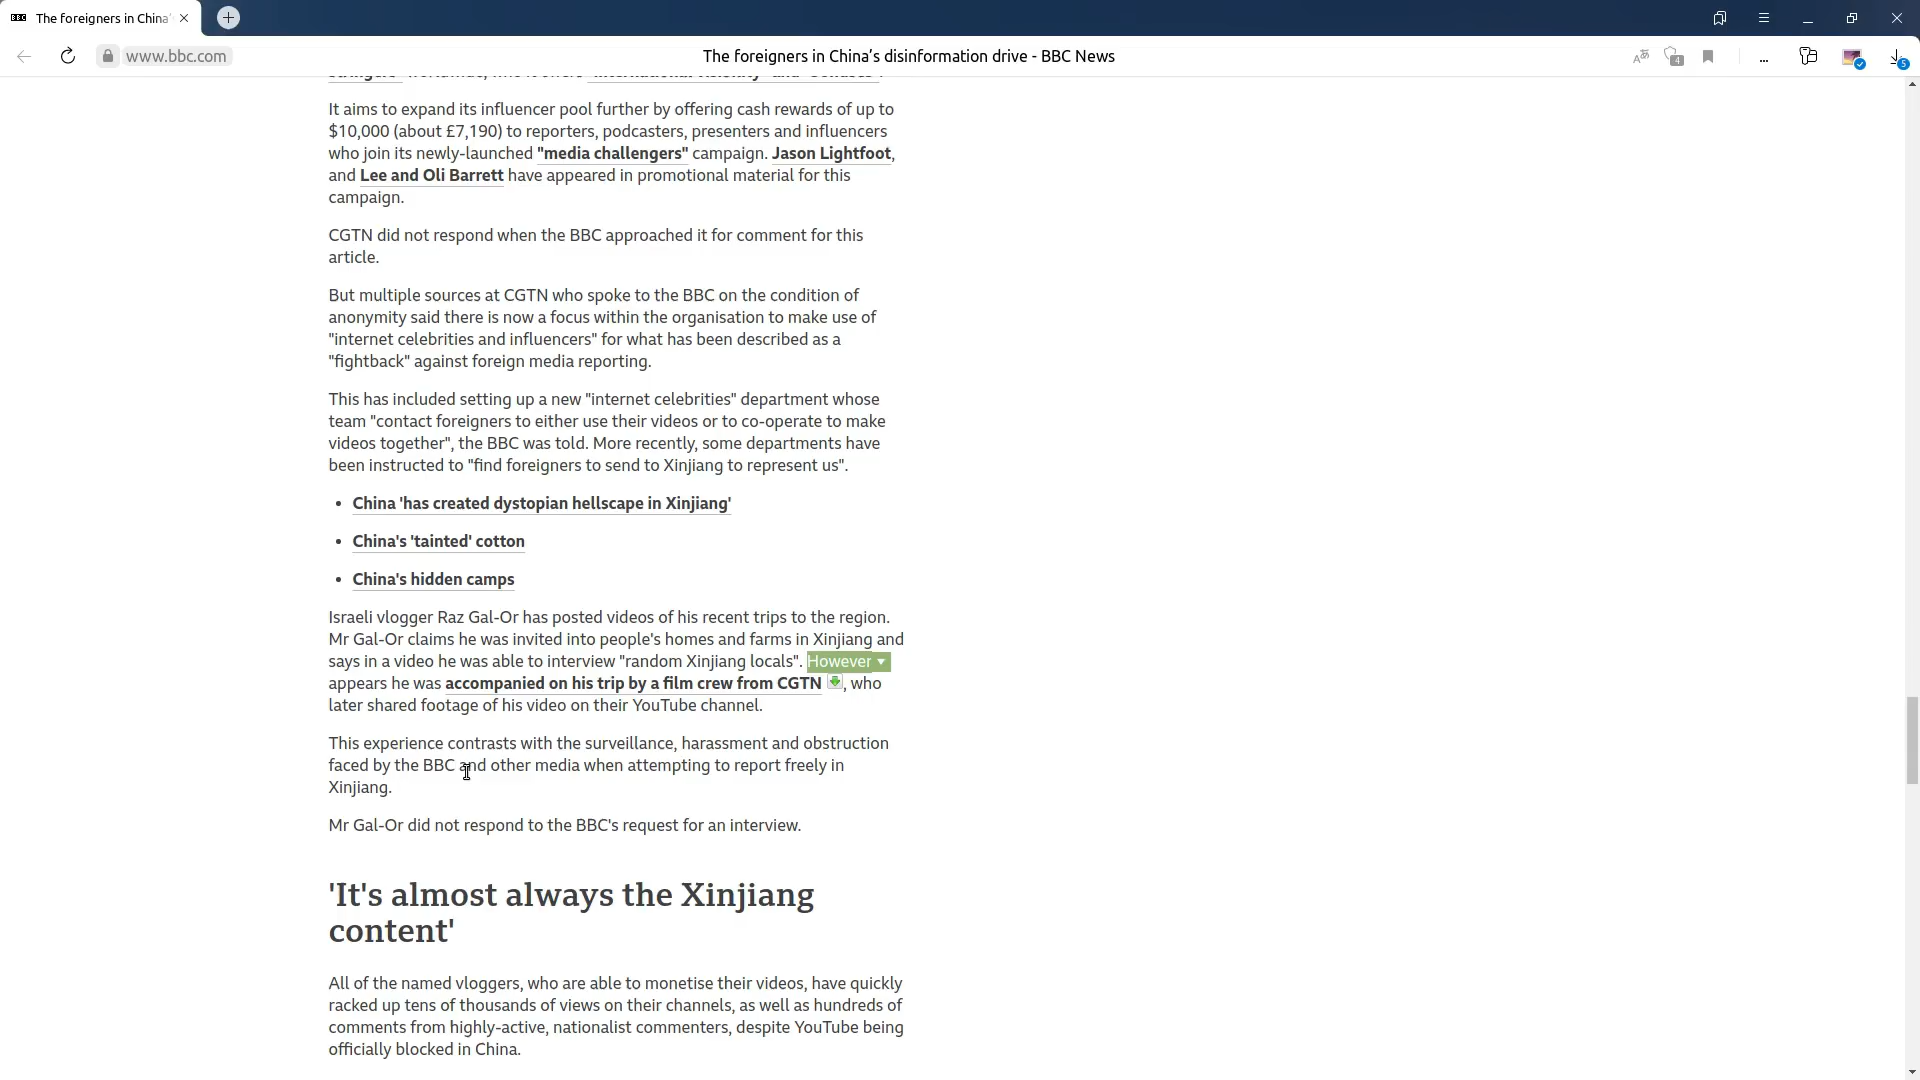 The foreigners in China'
www.bbc.com
The foreigners in China’s disinformation drive - BBC News
4
...
5
It aims to expand its influencer pool further by offering cash rewards of up to
$10,000 (about £7,190) to reporters, podcasters, presenters and influencers
who join its newly-launched "media challengers" campaign. Jason Lightfoot,
and Lee and Oli Barrett have appeared in promotional material for this
campaign.
CGTN did not respond when the BBC approached it for comment for this
article.
But multiple sources at CGTN who spoke to the BBC on the condition of
anonymity said there is now a focus within the organisation to make use of
"internet celebrities and influencers" for what has been described as a
"fightback" against foreign media reporting.
This has included setting up a new "internet celebrities" department whose
team "contact foreigners to either use their videos or to co-operate to make
videos together", the BBC was told. More recently, some departments have
been instructed to "find foreigners to send to Xinjiang to represent us".
• China 'has created dystopian hellscape in Xinjiang'
• China's 'tainted' cotton
• China's hidden camps
Israeli vlogger Raz Gal-Or has posted videos of his recent trips to the region.
Mr Gal-Or claims he was invited into people's homes and farms in Xinjiang and
says in a video he was able to interview "random Xinjiang locals". However
appears he was accompanied on his trip by a film crew from CGTN , who
later shared footage of his video on their YouTube channel.
This experience contrasts with the surveillance, harassment and obstruction
faced by the BBC and other media when attempting to report freely in
Xinjiang.
Mr Gal-Or did not respond to the BBC's request for an interview.
'It's almost always the Xinjiang
content'
All of the named vloggers, who are able to monetise their videos, have quickly
racked up tens of thousands of views on their channels, as well as hundreds of
comments from highly-active, nationalist commenters, despite YouTube being
officially blocked in China.